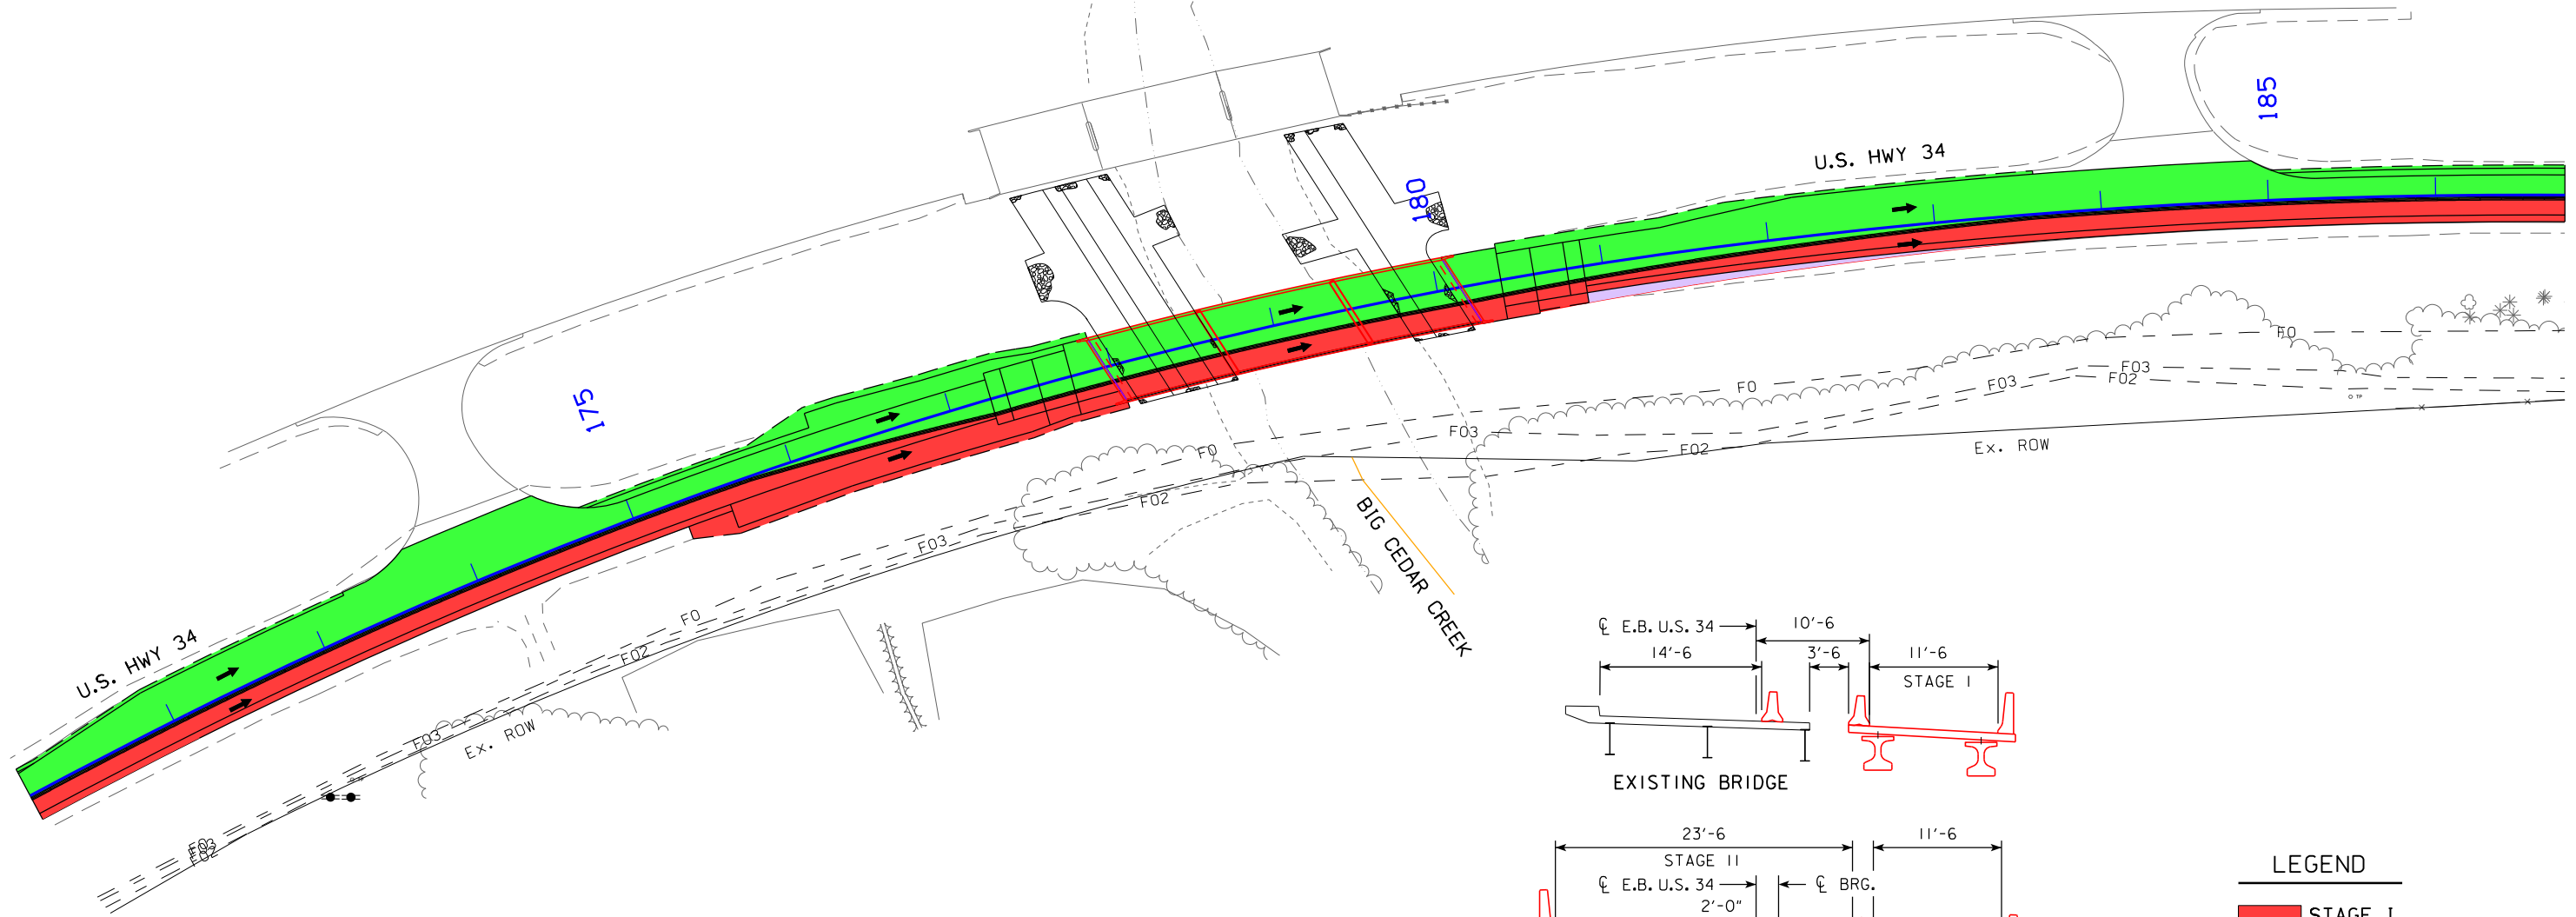 185
U.S. HWY 34
180
175
FO
FO3
FO2
FO
FO3
FO3
FO2
Ex. ROW
FO
FO2
FO3
FO
FO2
BIG CEDAR CREEK
U.S. HWY 34
FO3
Ex. ROW
FO3
FO2
TP
℄ E.B. U.S. 34
10'-6
14'-6
3'-6
11'-6
STAGE I
EXISTING BRIDGE
23'-6
11'-6
STAGE II
℄ E.B. U.S. 34
℄ BRG.
2'-0"
LEGEND
STAGE I